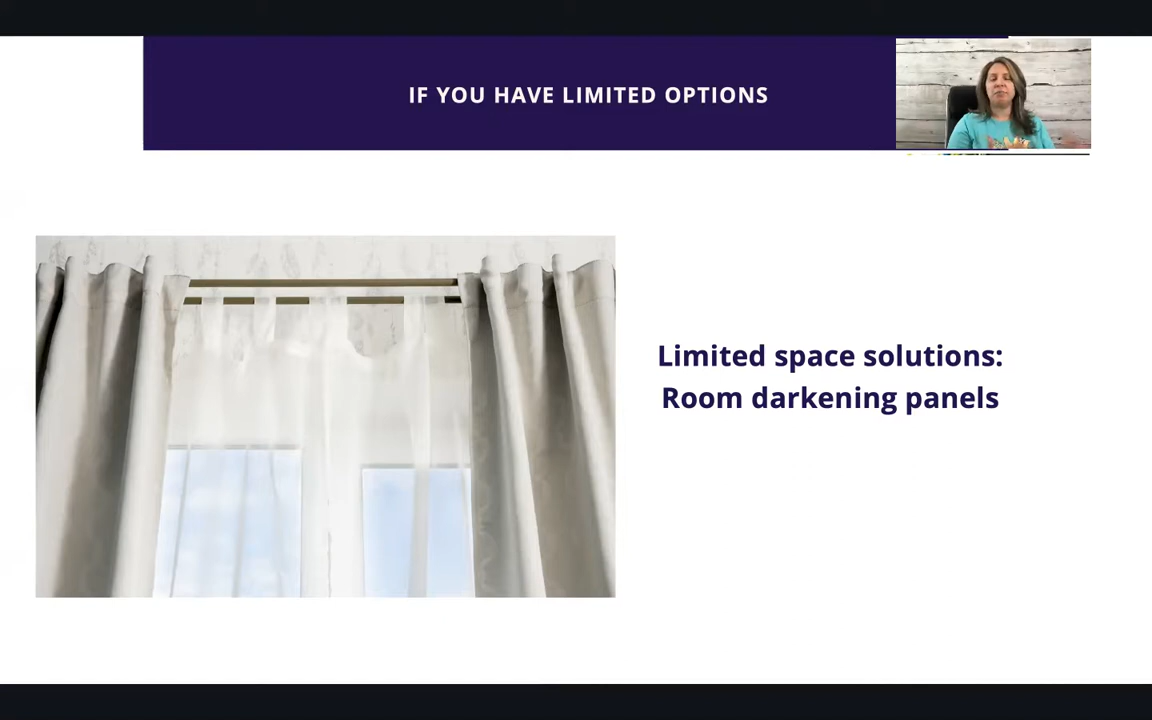 IF YOU HAVE LIMITED OPTIONS
Limited space solutions:
Room darkening panels